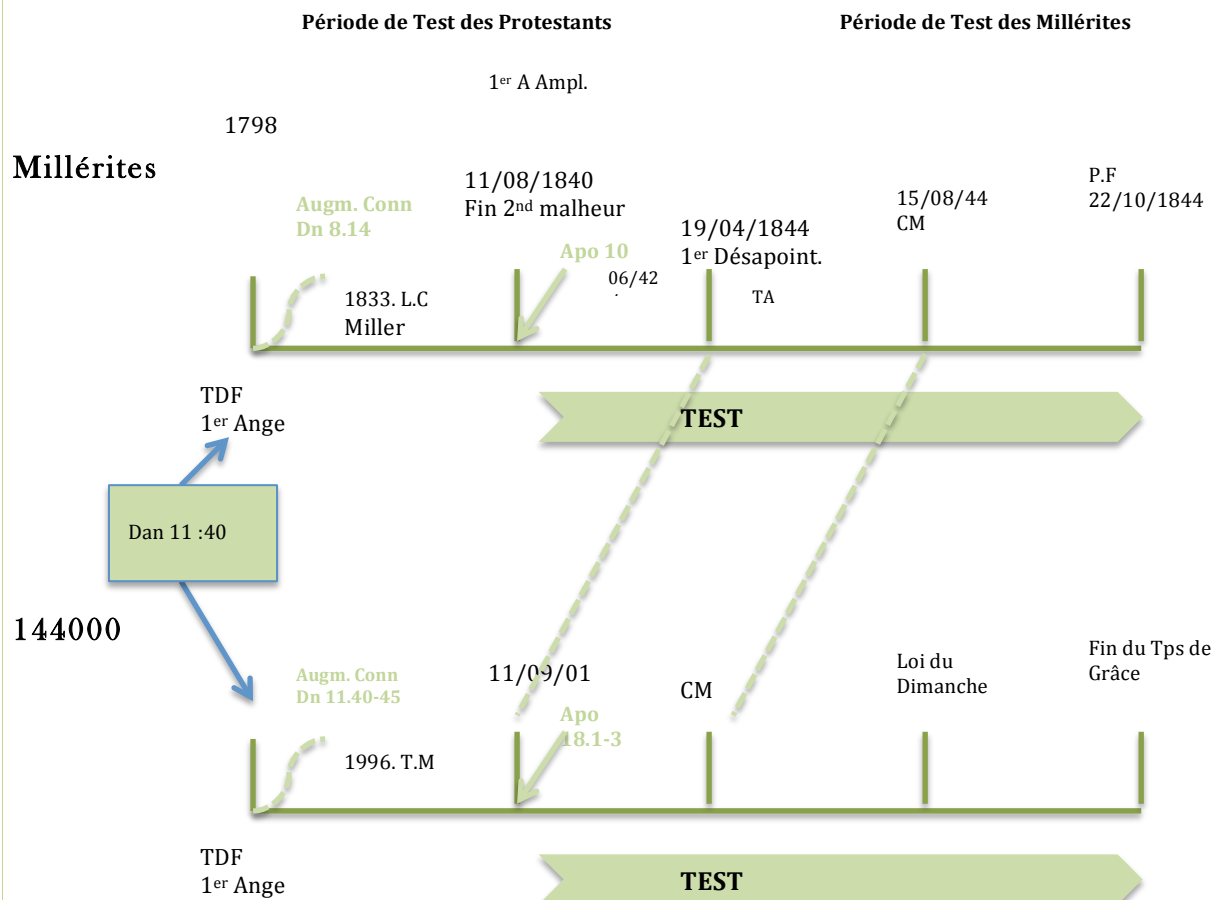 Période de Test des Protestants
Période de Test des Millérites
1er A Ampl.
1798
Millérites
11/08/1840
Fin 2nd malheur
P.F
22/10/1844
15/08/44
CM
Augm. Conn
Dn 8.14
19/04/1844
1er Désapoint.
Apo 10
06/42
1833. L.C
Miller
TA
TDF
1er Ange
TEST
Dan 11 :40
144000
Augm. Conn
Dn 11.40-45
11/09/01
CM
Loi du
Dimanche
Fin du Tps de
Grâce
Apo
18.1-3
1996. T.M
TDF
1er Ange
TEST